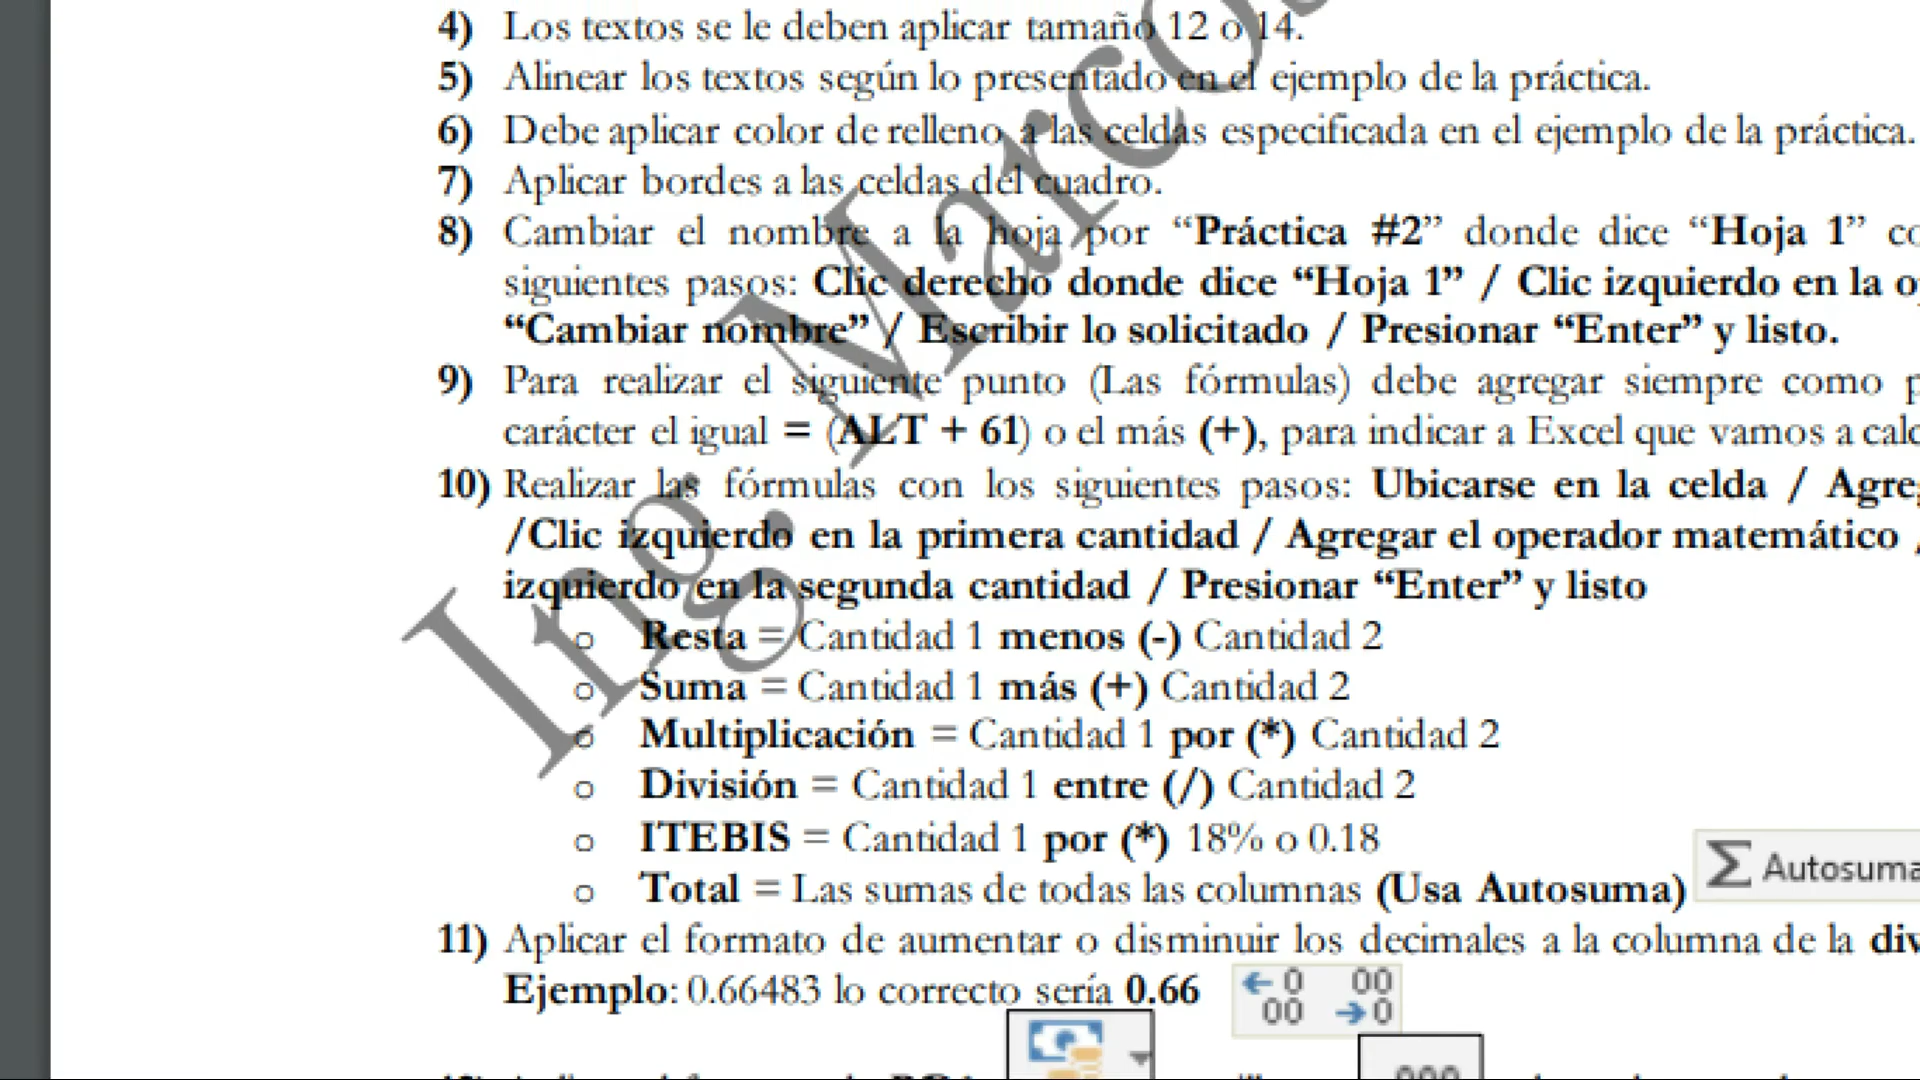 4) Los textos se le deben aplicar tamaño 12 o 14.
5) Alinear los textos según lo presentado en el ejemplo de la práctica.
6) Debe aplicar color de relleno a las celdas especificada en el ejemplo de la práctica.
7) Aplicar bordes a las celdas del cuadro.
8) Cambiar el nombre a la hoja por “Práctica #2” donde dice “Hoja 1”
siguientes pasos: Clic derecho donde dice “Hoja 1” / Clic izquierdo en la
“Cambiar nombre” / Escribir lo solicitado / Presionar “Enter” y listo.
9) Para realizar el siguiente punto (Las fórmulas) debe agregar siempre como
carácter el igual = (ALT + 61) o el más (+), para indicar a Excel que vamos a
10) Realizar las fórmulas con los siguientes pasos: Ubicarse en la celda /
/Clic izquierdo en la primera cantidad / Agregar el operador matemático /
izquierdo en la segunda cantidad / Presionar “Enter” y listo
o Resta = Cantidad 1 menos (-) Cantidad 2
o Suma = Cantidad 1 más (+) Cantidad 2
o Multiplicación = Cantidad 1 por (*) Cantidad 2
o División = Cantidad 1 entre (/) Cantidad 2
o ITEBIS = Cantidad 1 por (*) 18% o 0.18
o Total = Las sumas de todas las columnas (Usa Autosuma) Σ Autosuma
11) Aplicar el formato de aumentar o disminuir los decimales a la columna de la
Ejemplo: 0.66483 lo correcto sería 0.66
←0 00
00 →0
Ing. Marco